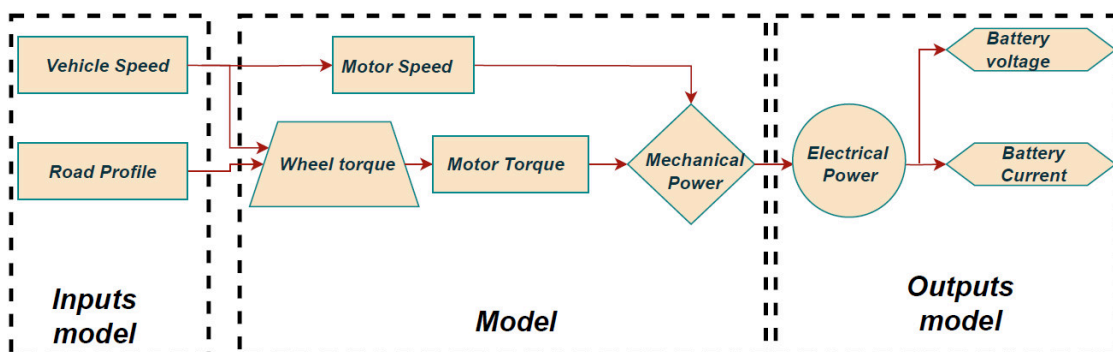 Vehicle Speed
Road Profile
Inputs
model
Motor Speed
Wheel torque
Motor Torque
Mechanical
Power
Model
Electrical
Power
Battery
voltage
Battery
Current
Outputs
model